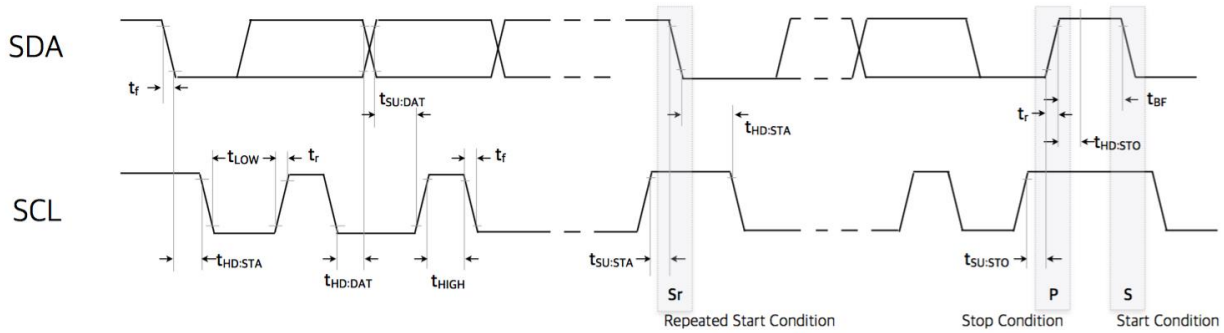 SDA
t_f
t_SU:DAT
t_HD:STA
t_r
t_BF
t_HD:STO
t_LOW
t_r
t_f
SCL
t_HD:STA
t_HD:DAT
t_HIGH
t_SU:STA
t_SU:STO
Sr
P
S
Repeated Start Condition
Stop Condition
Start Condition